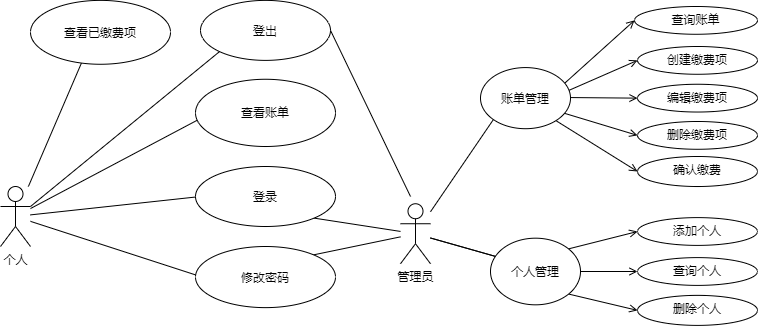 查看已缴费项
登出
查看账单
登录
修改密码
个人
管理员
账单管理
查询账单
创建缴费项
编辑缴费项
删除缴费项
确认缴费
个人管理
添加个人
查询个人
删除个人